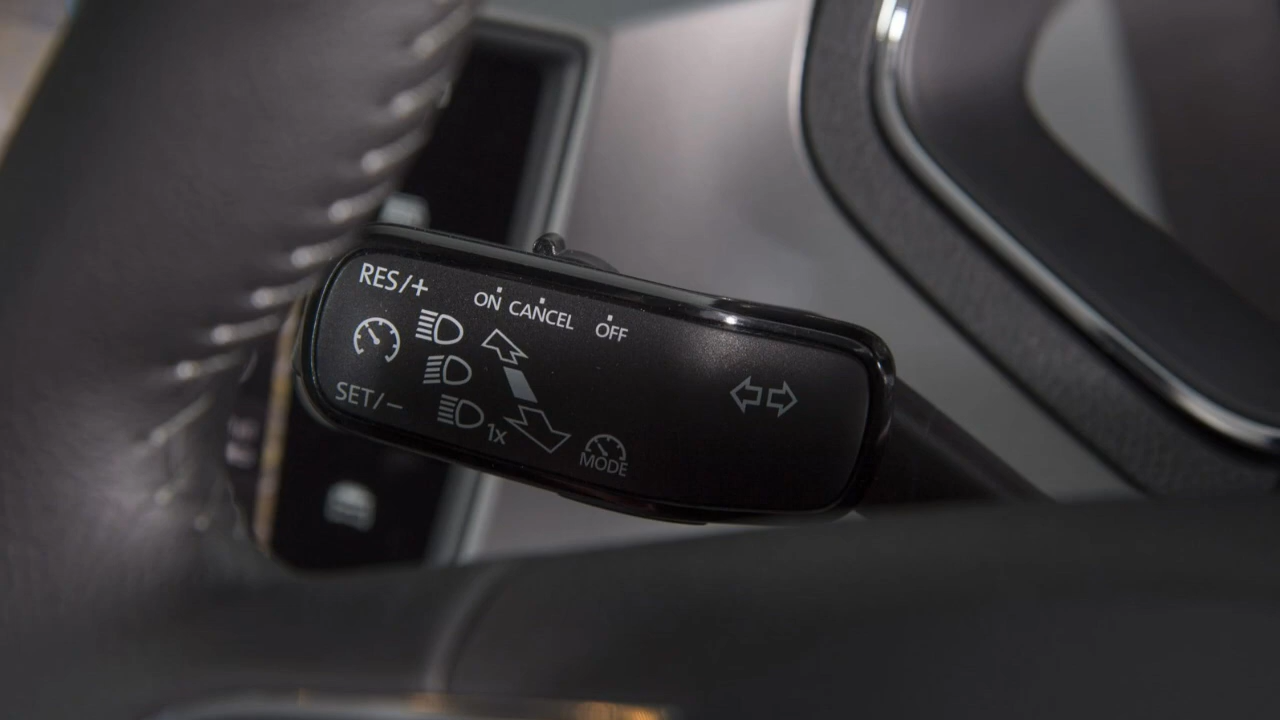 RES/+
ON CANCEL OFF
SET/−
1x
MODE